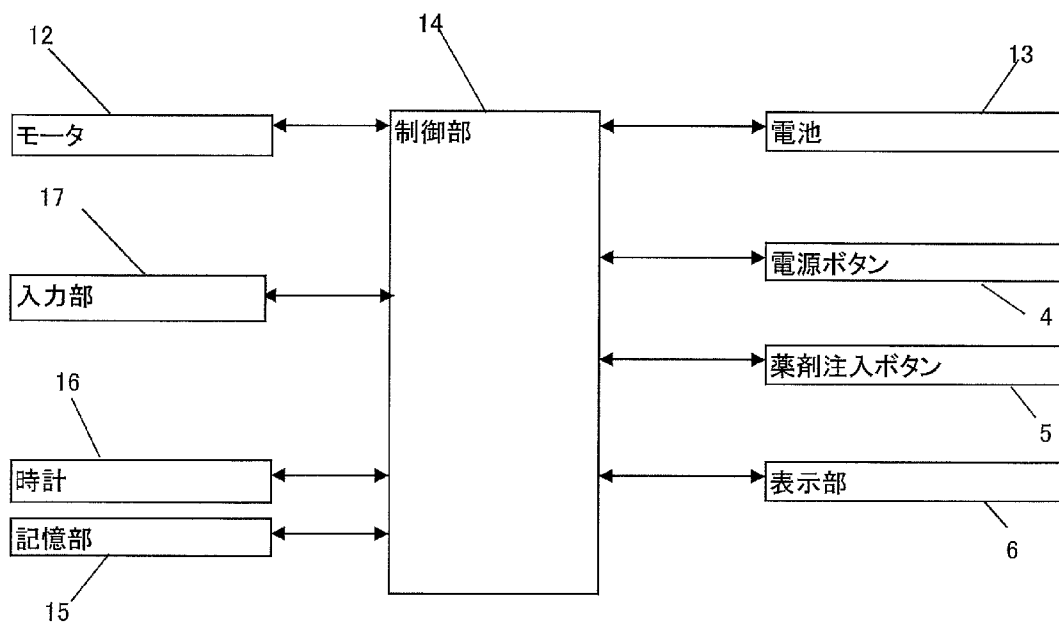 12
14
13
モータ
制御部
電池
17
電源ボタン
入力部
4
薬剤注入ボタン
16
5
時計
表示部
記憶部
6
15